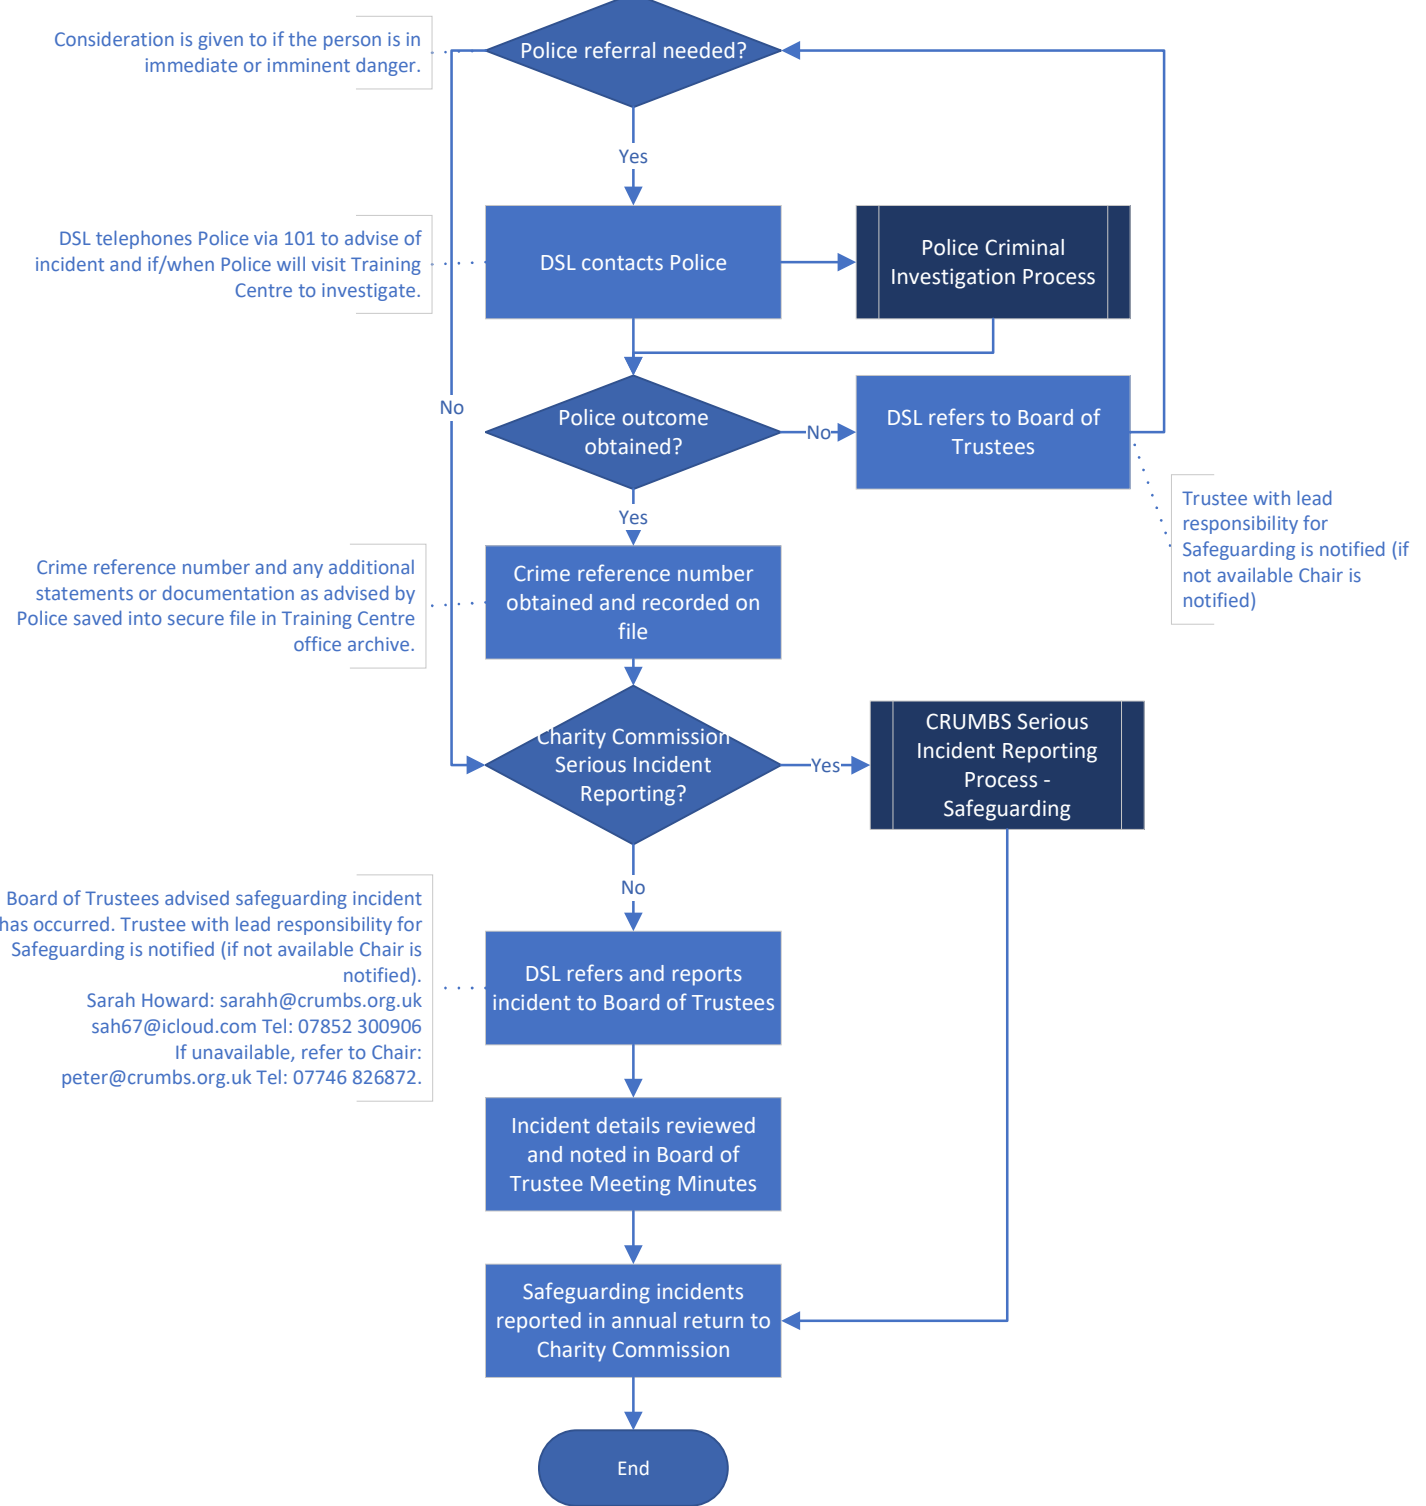 Consideration is given to if the person is in
immediate or imminent danger.
Police referral needed?
Yes
DSL telephones Police via 101 to advise of
incident and if/when Police will visit Training
Centre to investigate.
DSL contacts Police
Police Criminal
Investigation Process
No
Police outcome
obtained?
No
DSL refers to Board of
Trustees
Trustee with lead
responsibility for
Safeguarding is notified (if
not available Chair is
notified)
Yes
Crime reference number and any additional
statements or documentation as advised by
Police saved into secure file in Training Centre
office archive.
Crime reference number
obtained and recorded on
file
Charity Commission
Serious Incident
Reporting?
Yes
CRUMBS Serious
Incident Reporting
Process -
Safeguarding
No
Board of Trustees advised safeguarding incident
has occurred. Trustee with lead responsibility for
Safeguarding is notified (if not available Chair is
notified).
Sarah Howard: sarahh@crumbs.org.uk
sah67@icloud.com Tel: 07852 300906
If unavailable, refer to Chair:
peter@crumbs.org.uk Tel: 07746 826872.
DSL refers and reports
incident to Board of Trustees
Incident details reviewed
and noted in Board of
Trustee Meeting Minutes
Safeguarding incidents
reported in annual return to
Charity Commission
End